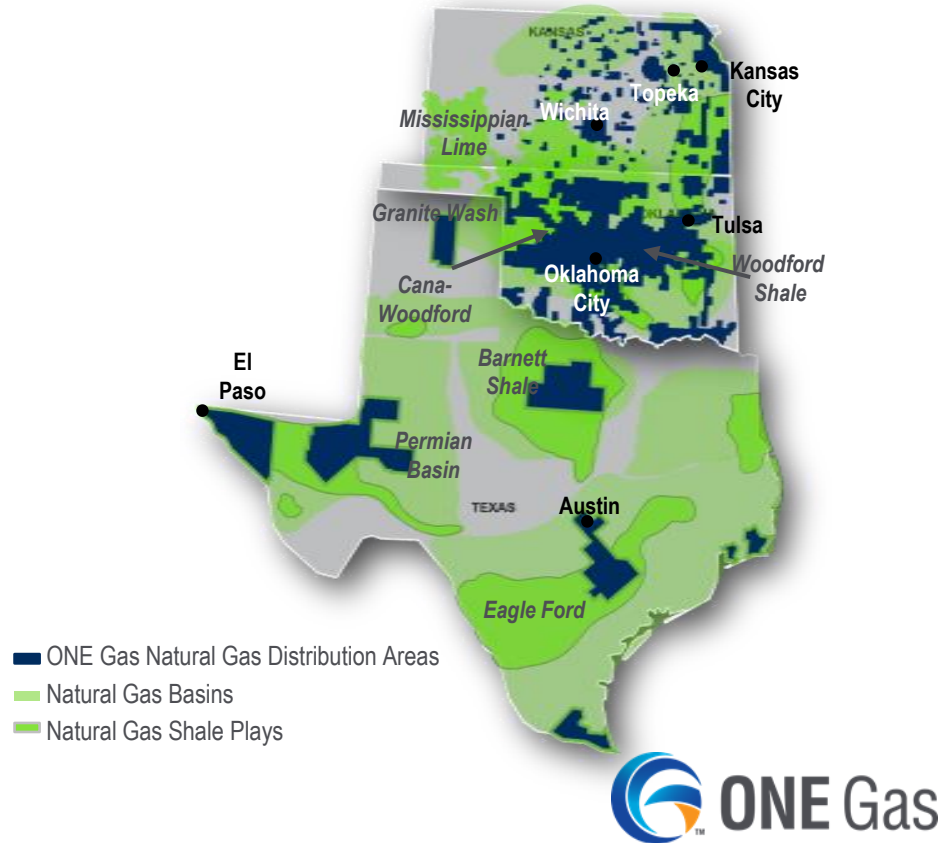 KANSAS
Kansas
City
Topeka
Wichita
Mississippian
Lime
Granite Wash
Tulsa
Cana-
Woodford
Oklahoma
City
Woodford
Shale
El
Paso
Barnett
Shale
Permian
Basin
TEXAS
Austin
Eagle Ford
ONE Gas Natural Gas Distribution Areas
Natural Gas Basins
Natural Gas Shale Plays
ONE Gas
TM